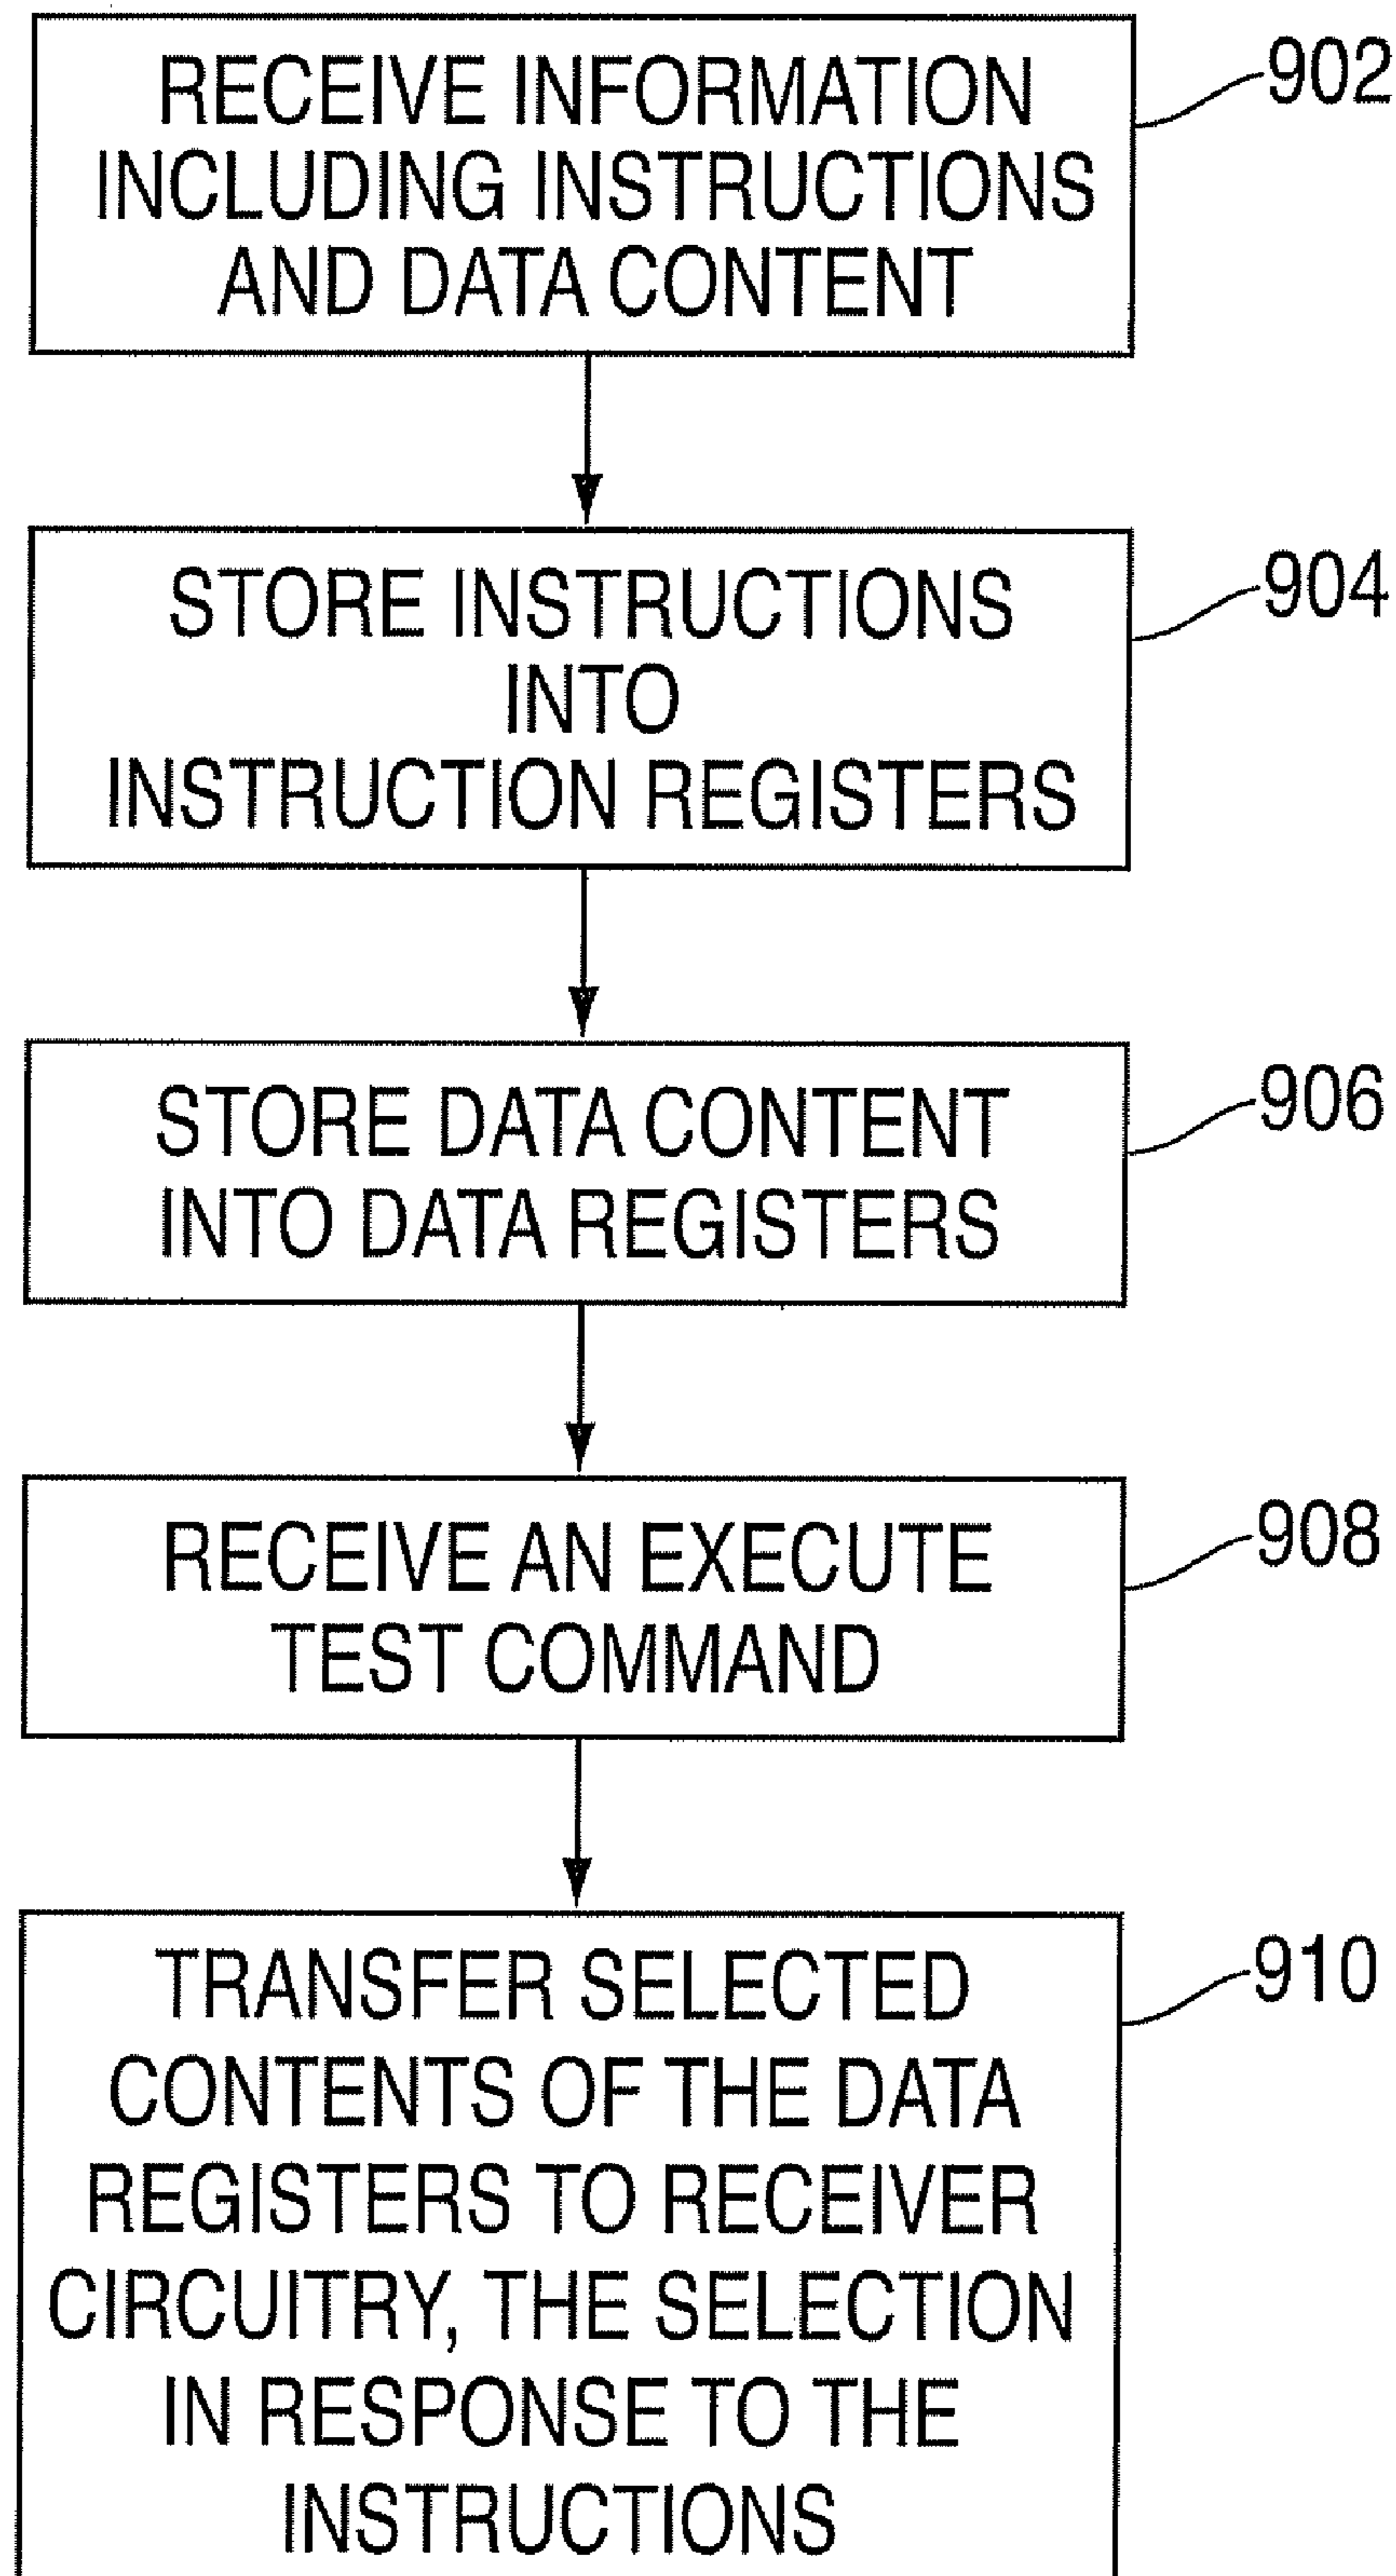 RECEIVE INFORMATION
INCLUDING INSTRUCTIONS
AND DATA CONTENT
902
STORE INSTRUCTIONS
INTO
INSTRUCTION REGISTERS
904
STORE DATA CONTENT
INTO DATA REGISTERS
906
RECEIVE AN EXECUTE
TEST COMMAND
908
TRANSFER SELECTED
CONTENTS OF THE DATA
REGISTERS TO RECEIVER
CIRCUITRY, THE SELECTION
IN RESPONSE TO THE
INSTRUCTIONS
910